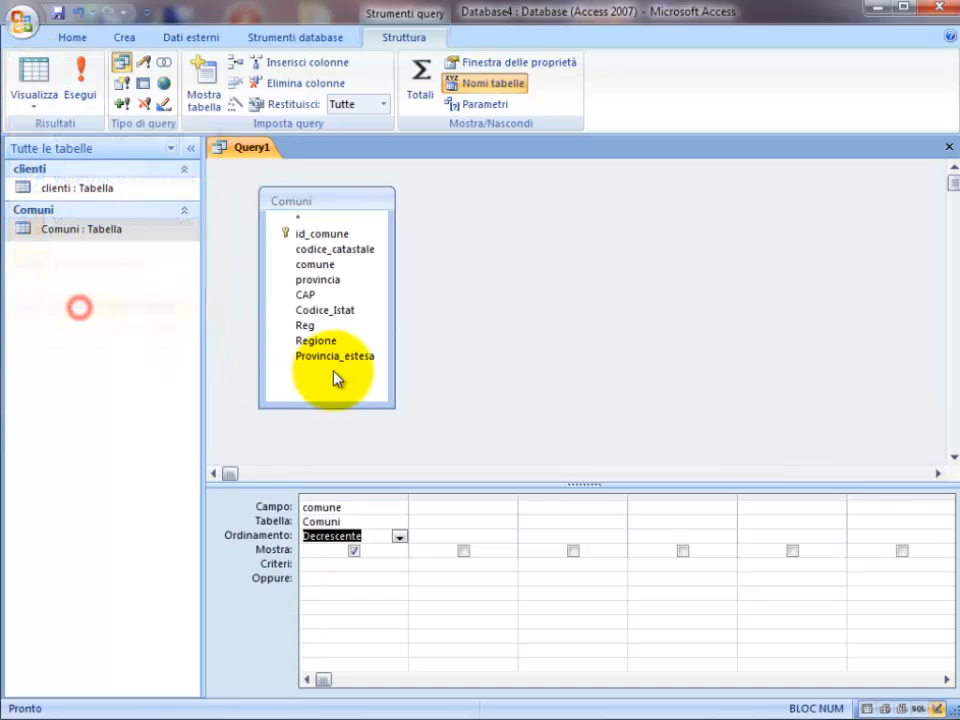 Strumenti query
Database4 : Database (Access 2007) - Microsoft Access
Home
Crea
Dati esterni
Strumenti database
Struttura
Visualizza
Esegui
Mostra
tabella
Inserisci colonne
Elimina colonne
Restituisci:
Tutte
Totali
Finestra delle proprietà
XYZ
Nomi tabelle
Parametri
Risultati
Tipo di query
Imposta query
Mostra/Nascondi
Tutte le tabelle
Query1
clienti
clienti : Tabella
Comuni
Comuni : Tabella
Comuni
*
id_comune
codice_catastale
comune
provincia
CAP
Codice_Istat
Reg
Regione
Provincia_estesa
Campo:
comune
Tabella:
Comuni
Ordinamento:
Decrescente
Mostra:
Criteri:
Oppure:
Pronto
BLOC NUM
SQL